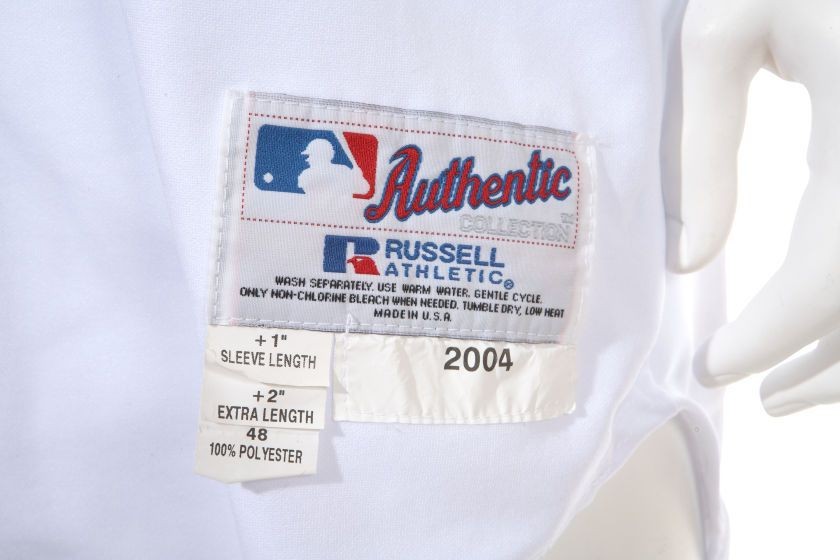 Authentic
COLLECTION™
RUSSELL
ATHLETIC®
WASH SEPARATELY. USE WARM WATER, GENTLE CYCLE.
ONLY NON-CHLORINE BLEACH WHEN NEEDED. TUMBLE DRY, LOW HEAT
MADE IN U.S.A.
+ 1"
SLEEVE LENGTH
+ 2"
EXTRA LENGTH
48
100% POLYESTER
2004